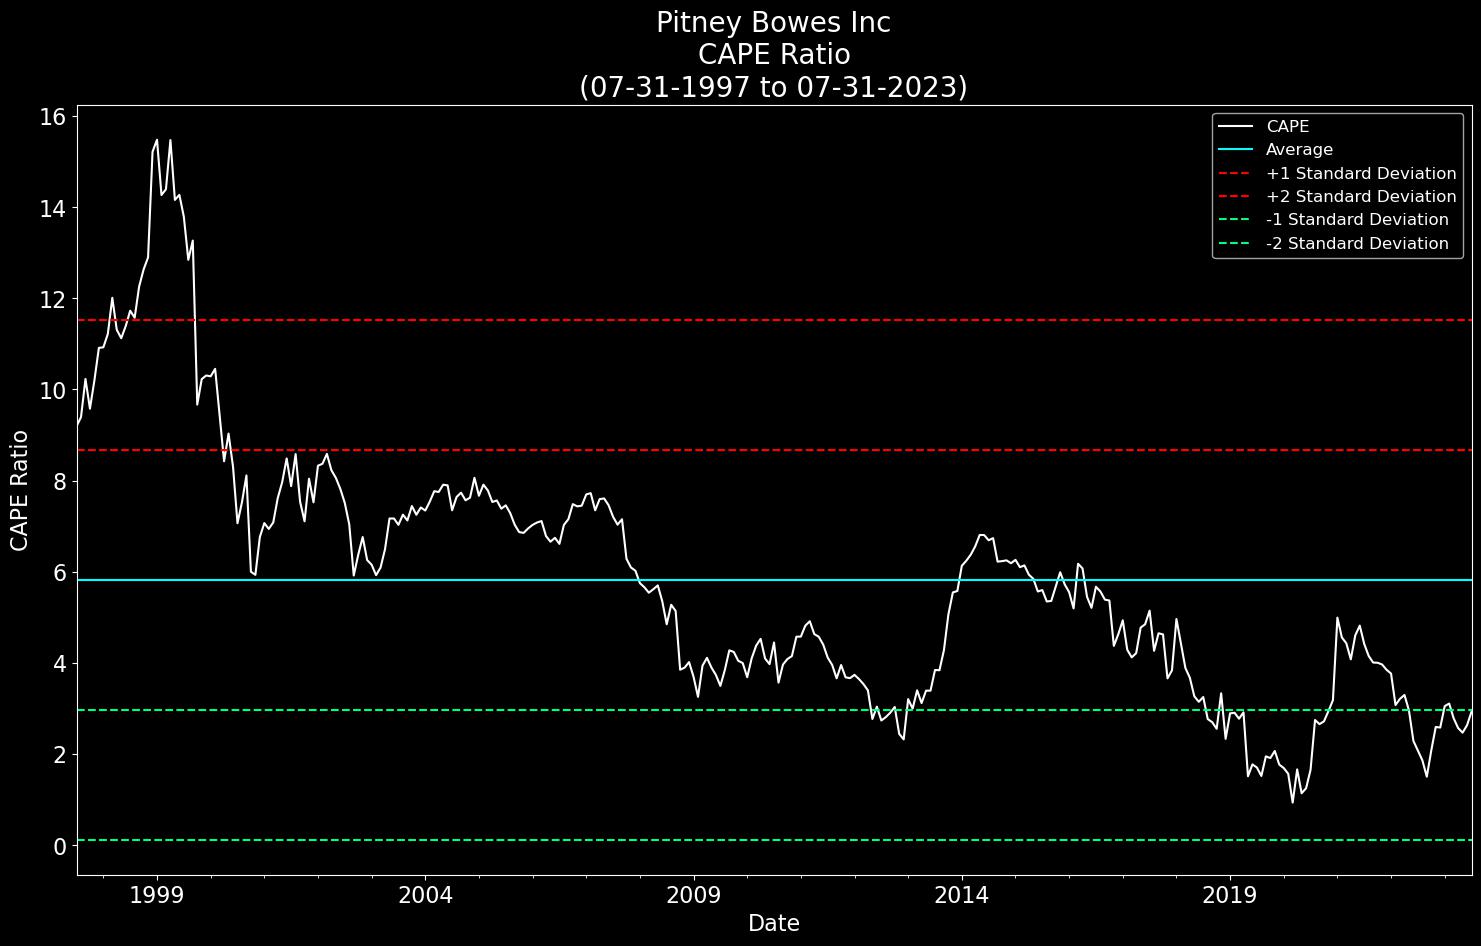 Pitney Bowes Inc
CAPE Ratio
(07-31-1997 to 07-31-2023)
16
14
12
10
8
6
4
2
0
CAPE Ratio
CAPE
Average
+1 Standard Deviation
+2 Standard Deviation
-1 Standard Deviation
-2 Standard Deviation
1999
2004
2009
2014
2019
Date